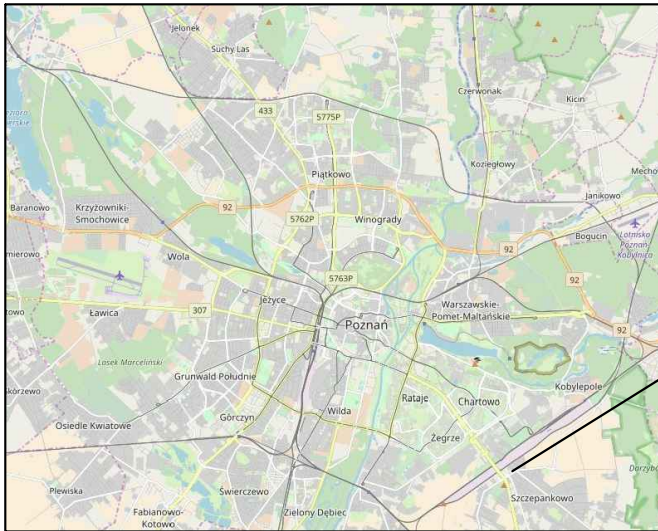 Jelonek
Suchy Las
Czerwonak
Kicin
433
5775P
Koziegłowy
Piątkowo
Janikowo
Baranowo
Krzyżowniki-
Smochowice
92
5762P
Winogrady
Bogucin
Lotnisko
Poznań
Kobylnica
Wola
92
92
5763P
Ławica
307
Jeżyce
Poznań
Warszawskie-
Pomet-Maltańskie
92
Lasek Marceliński
Grunwald Południe
Kobylepole
Chartowo
Rataje
Wilda
Górczyn
Osiedle Kwiatowe
Żegrze
Plewiska
Świerczewo
Szczepankowo
Fabianowo-
Kotowo
Zielony Dębiec